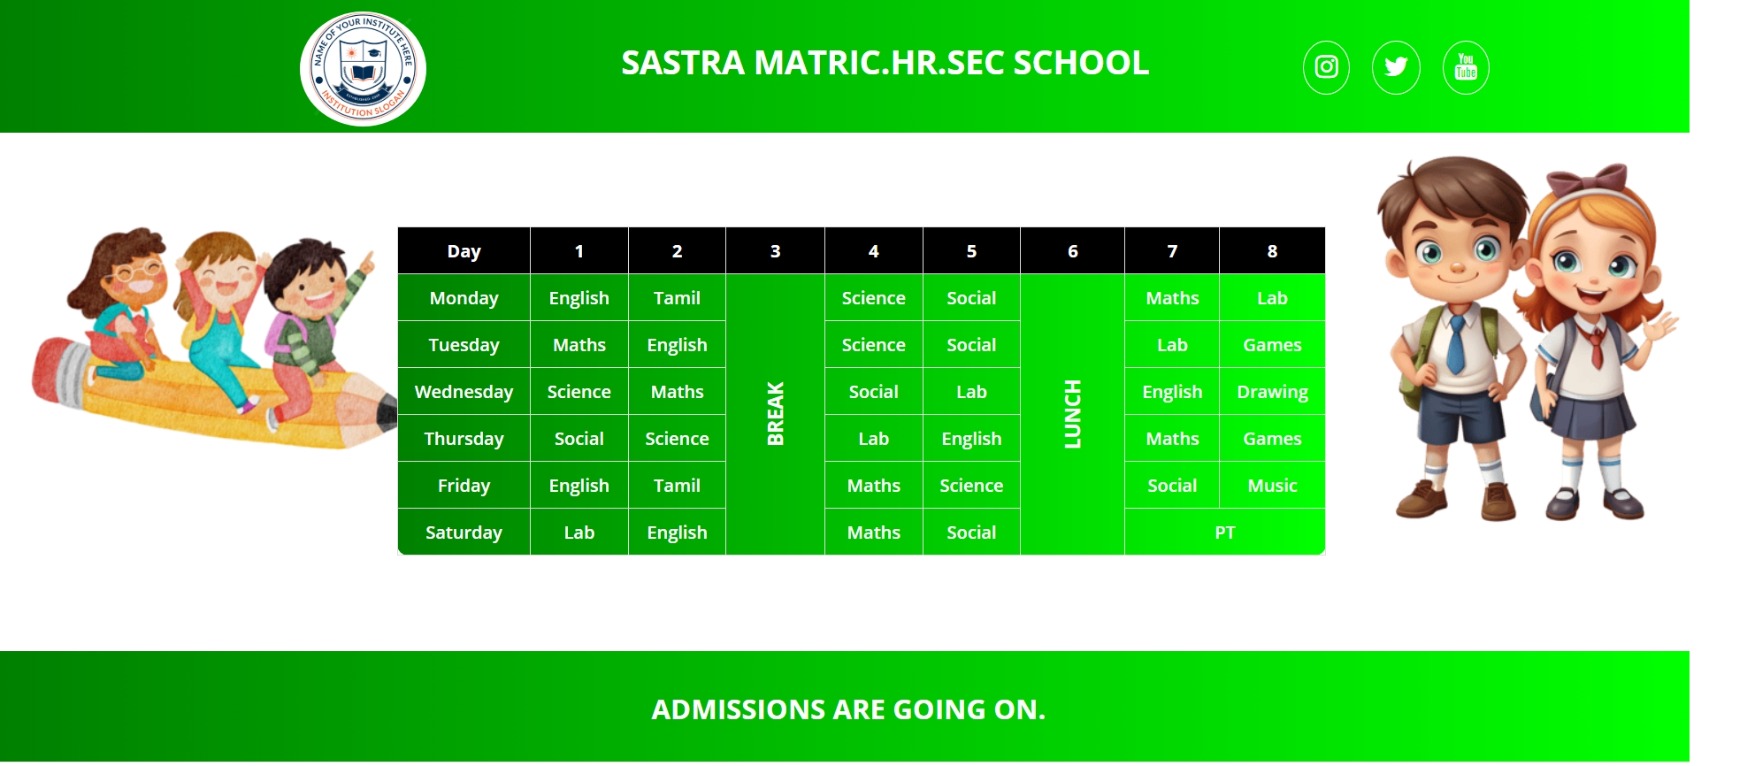 NAME OF YOUR INSTITUTE HERE
INSTITUTION SLOGAN
SASTRA MATRIC.HR.SEC SCHOOL
You
Tube
Day 1 2 3 4 5 6 7 8
Monday English Tamil Science Social Maths Lab
Tuesday Maths English Science Social Lab Games
Wednesday Science Maths BREAK Social Lab LUNCH English Drawing
Thursday Social Science Lab English Maths Games
Friday English Tamil Maths Science Social Music
Saturday Lab English Maths Social PT
ADMISSIONS ARE GOING ON.